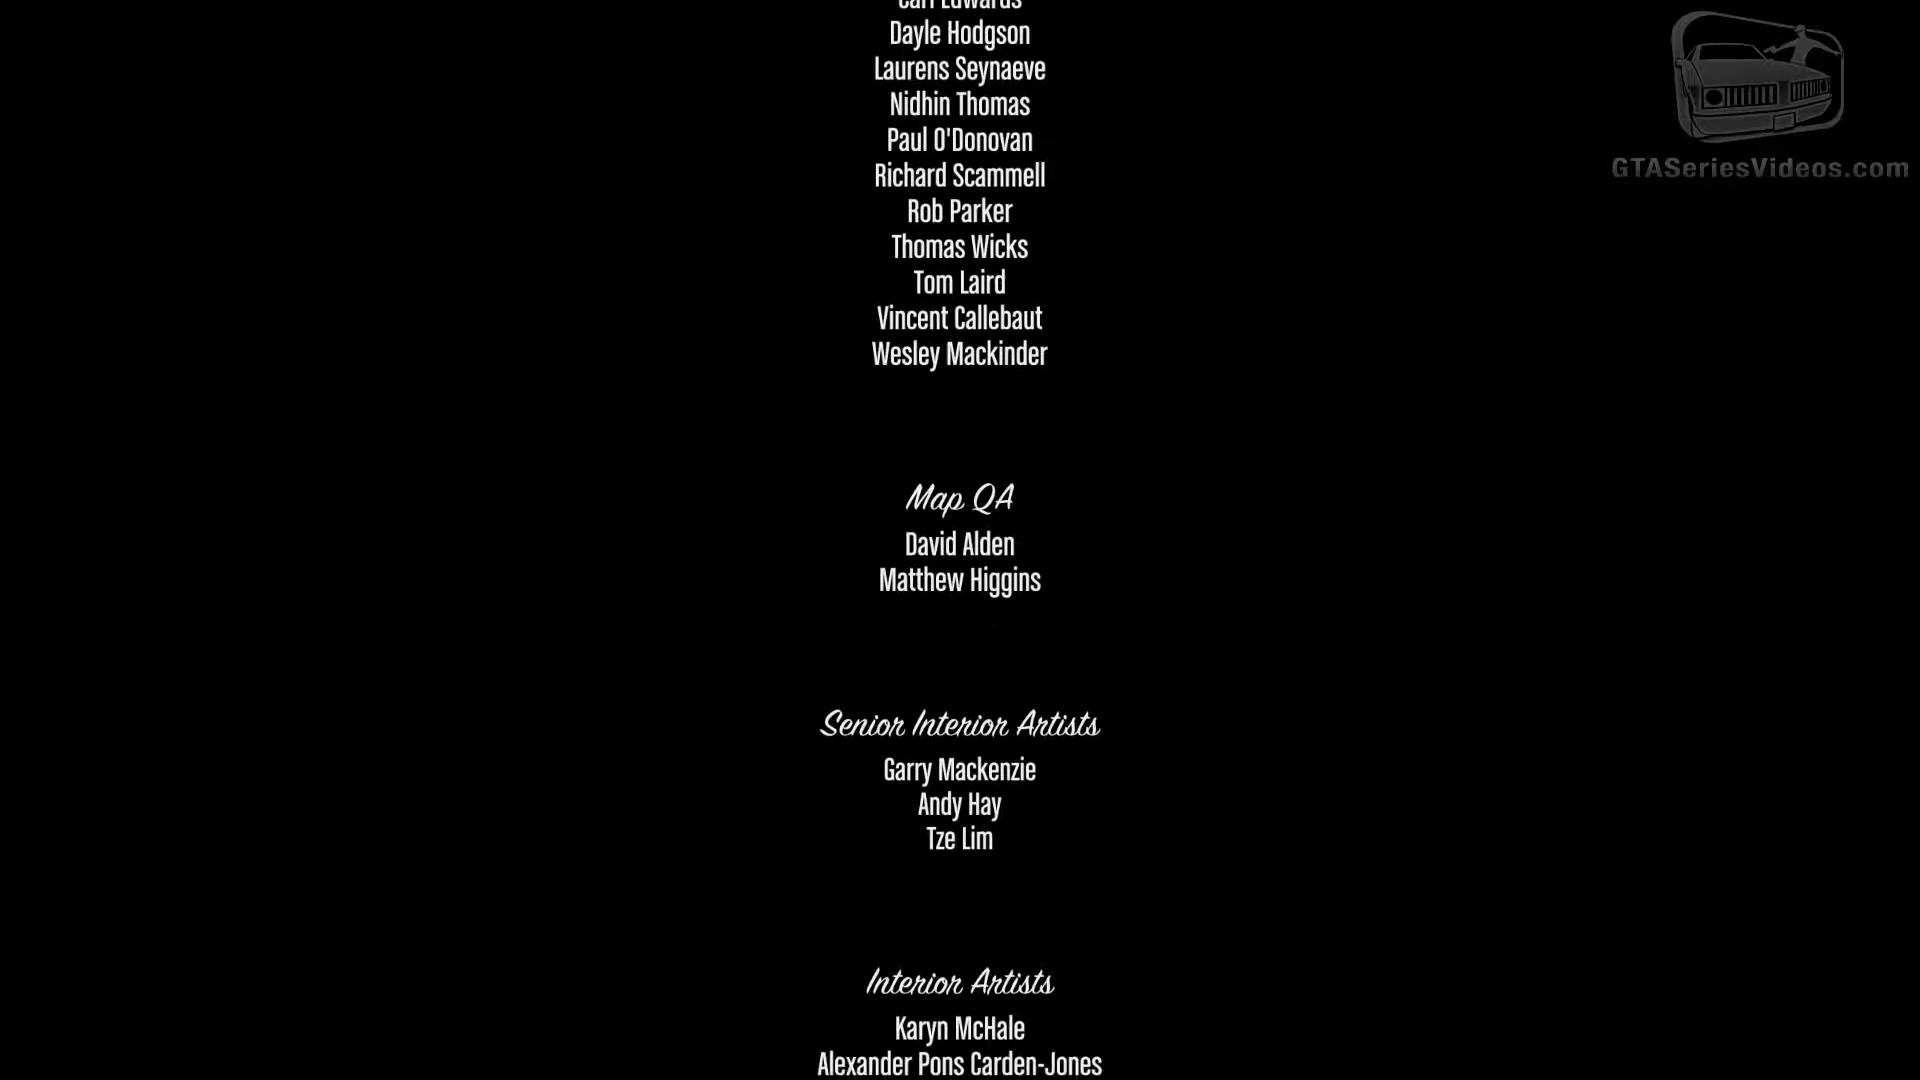 Carl Edwards
Dayle Hodgson
Laurens Seynaeve
Nidhin Thomas
Paul O'Donovan
Richard Scammell
Rob Parker
Thomas Wicks
Tom Laird
Vincent Callebaut
Wesley Mackinder
Map QA
David Alden
Matthew Higgins
Senior Interior Artists
Garry Mackenzie
Andy Hay
Tze Lim
Interior Artists
Karyn McHale
Alexander Pons Carden-Jones
GTASeriesVideos.com